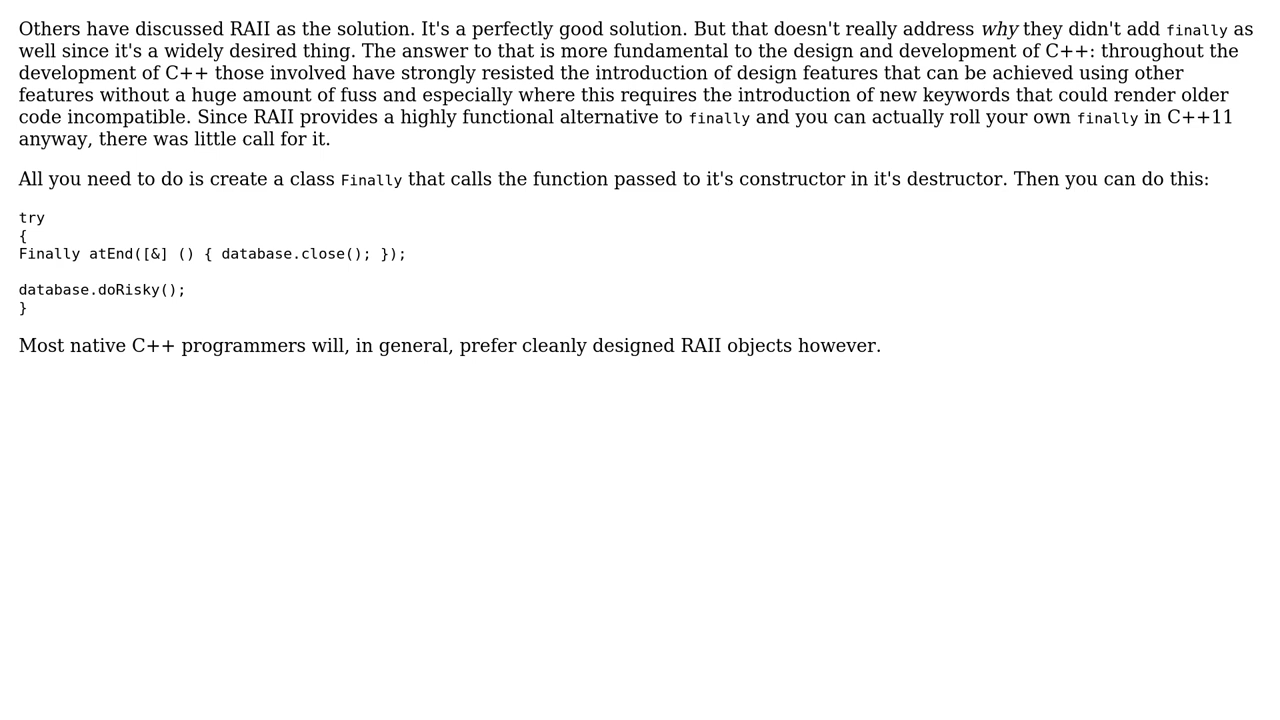 Others have discussed RAII as the solution. It's a perfectly good solution. But that doesn't really address why they didn't add finally as
well since it's a widely desired thing. The answer to that is more fundamental to the design and development of C++: throughout the
development of C++ those involved have strongly resisted the introduction of design features that can be achieved using other
features without a huge amount of fuss and especially where this requires the introduction of new keywords that could render older
code incompatible. Since RAII provides a highly functional alternative to finally and you can actually roll your own finally in C++11
anyway, there was little call for it.
All you need to do is create a class Finally that calls the function passed to it's constructor in it's destructor. Then you can do this:
try
{
Finally atEnd([&] () { database.close(); });
database.doRisky();
}
Most native C++ programmers will, in general, prefer cleanly designed RAII objects however.